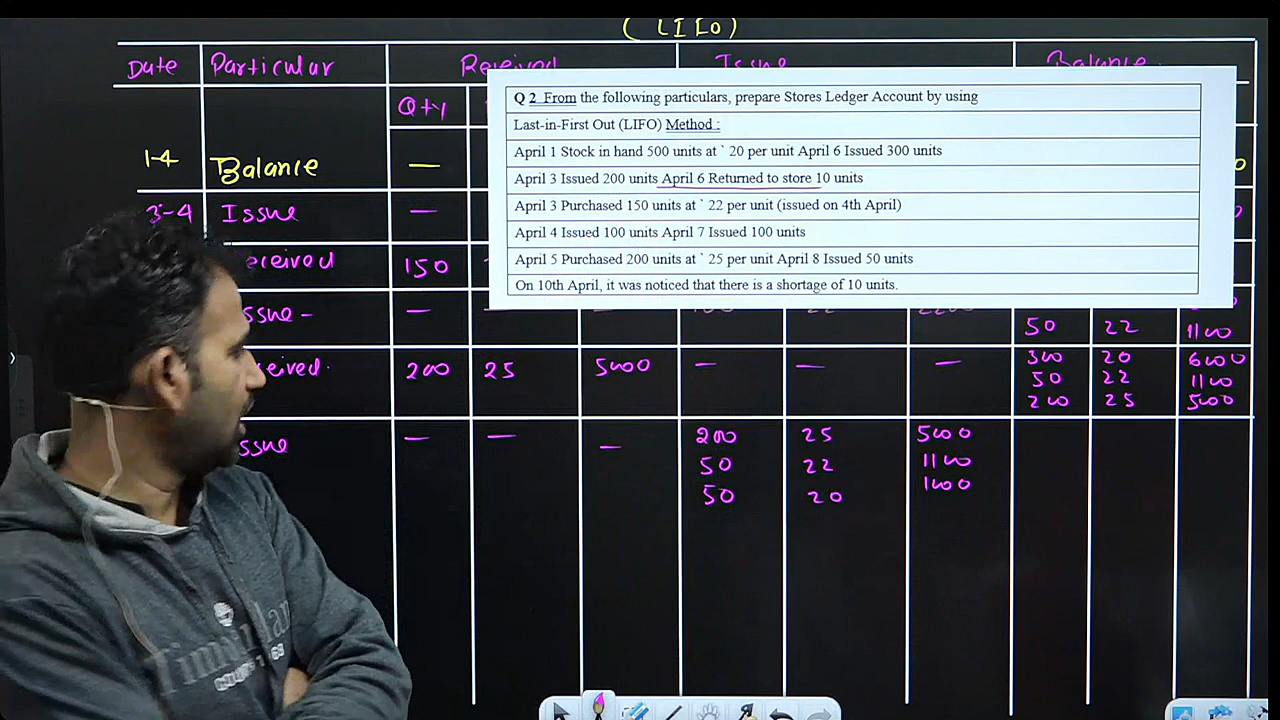 (LIFO)
Date Particular Received Issue Balance.
Qty
Q 2 From the following particulars, prepare Stores Ledger Account by using
Last-in-First Out (LIFO) Method :
April 1 Stock in hand 500 units at ` 20 per unit April 6 Issued 300 units
April 3 Issued 200 units April 6 Returned to store 10 units
April 3 Purchased 150 units at ` 22 per unit (issued on 4th April)
April 4 Issued 100 units April 7 Issued 100 units
April 5 Purchased 200 units at ` 25 per unit April 8 Issued 50 units
On 10th April, it was noticed that there is a shortage of 10 units.
1-4 Balance —
3-4 Issue —
eceived 150
ssue - —
50 22 1100
eived. 200 25 5000 — — — 300 20 6000
50 22 1100
200 25 5000
ssue — — — 200 25 5000
50 22 1100
50 20 1000